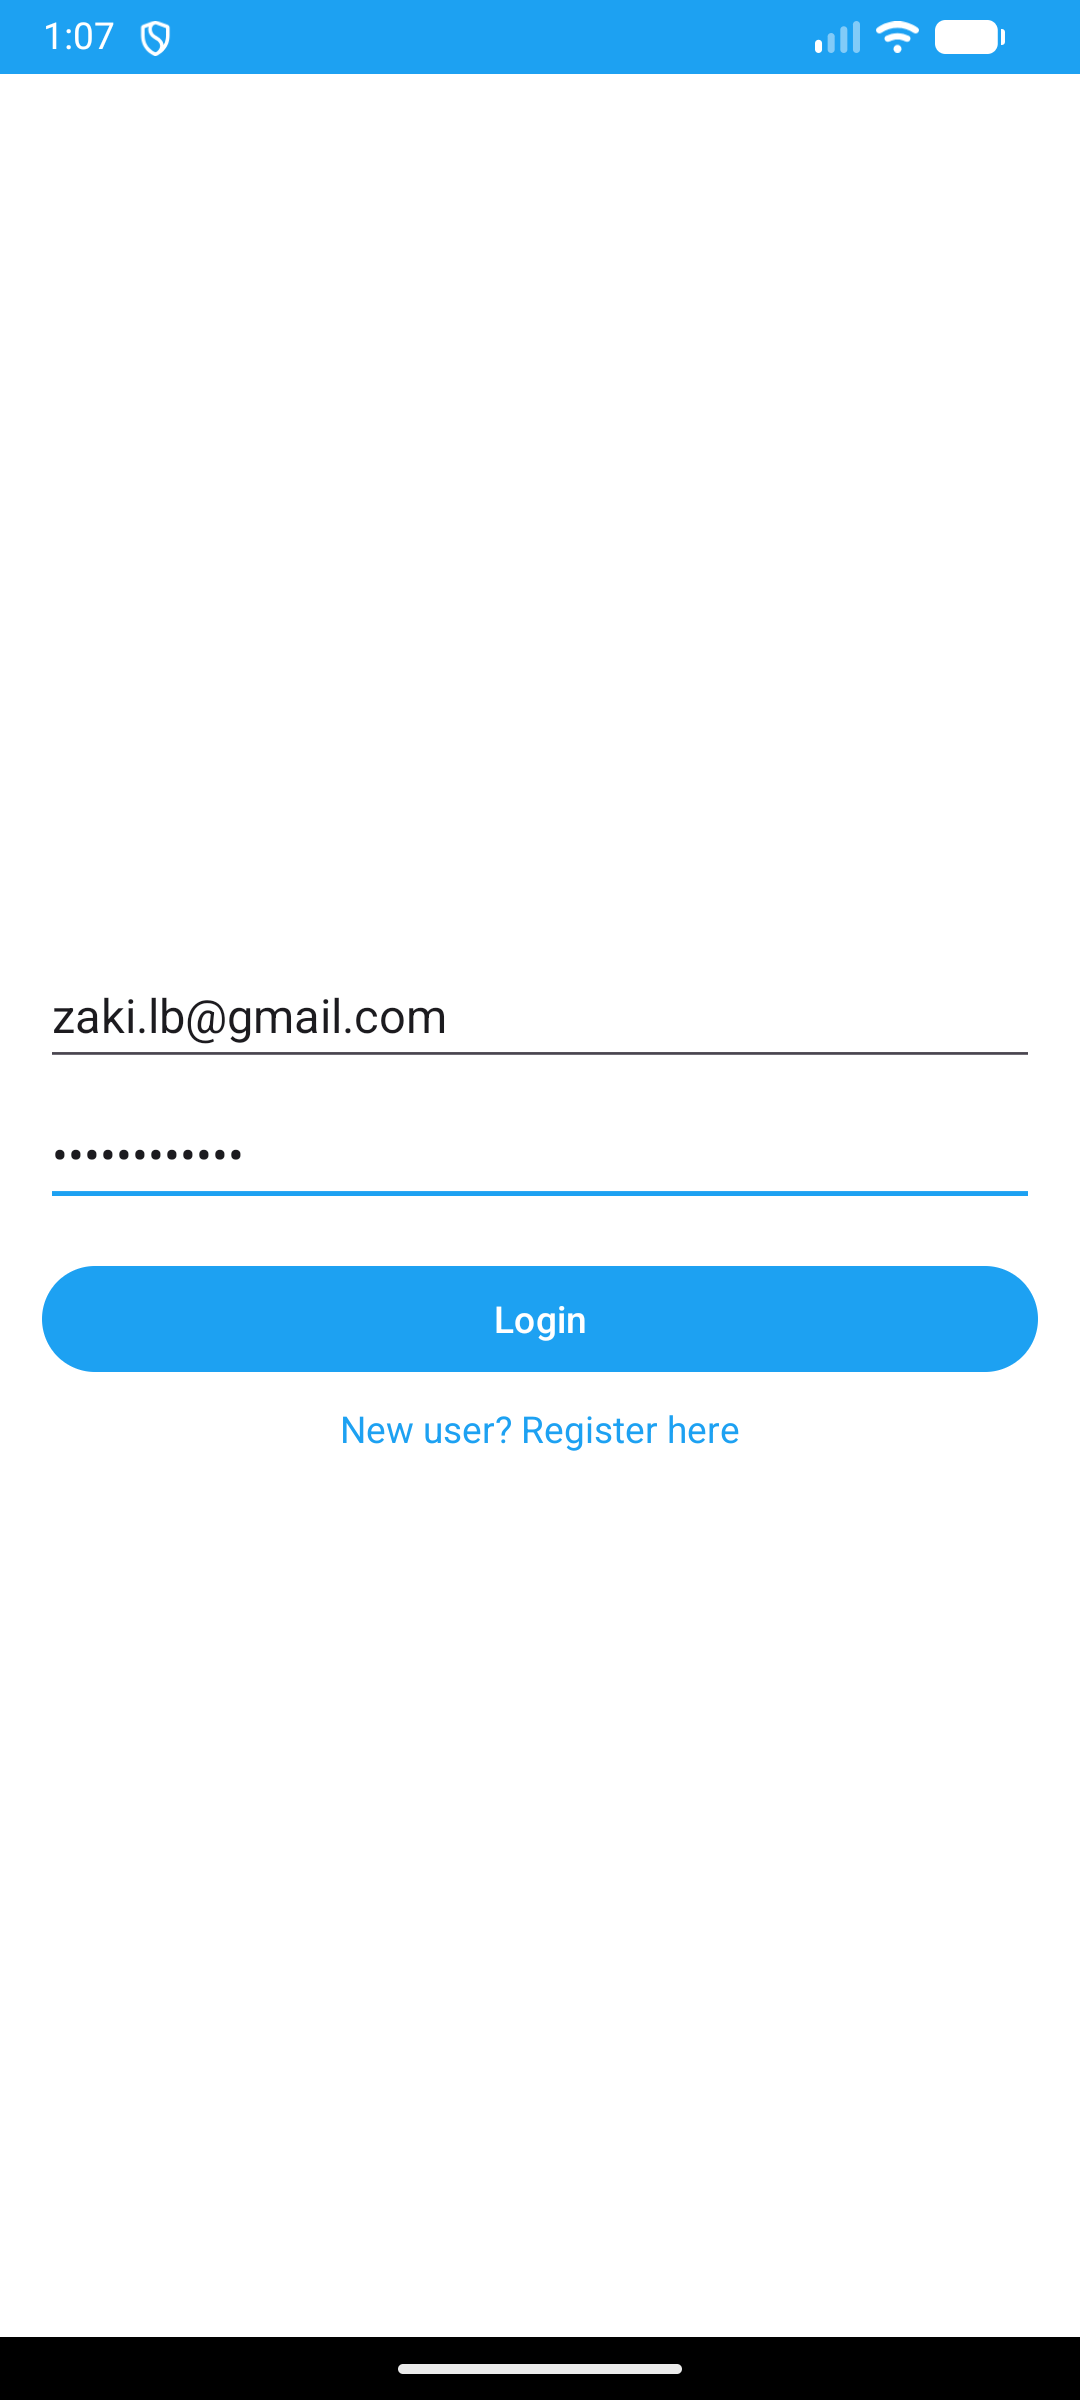 1:07
zaki.lb@gmail.com
••••••••••••
Login
New user? Register here